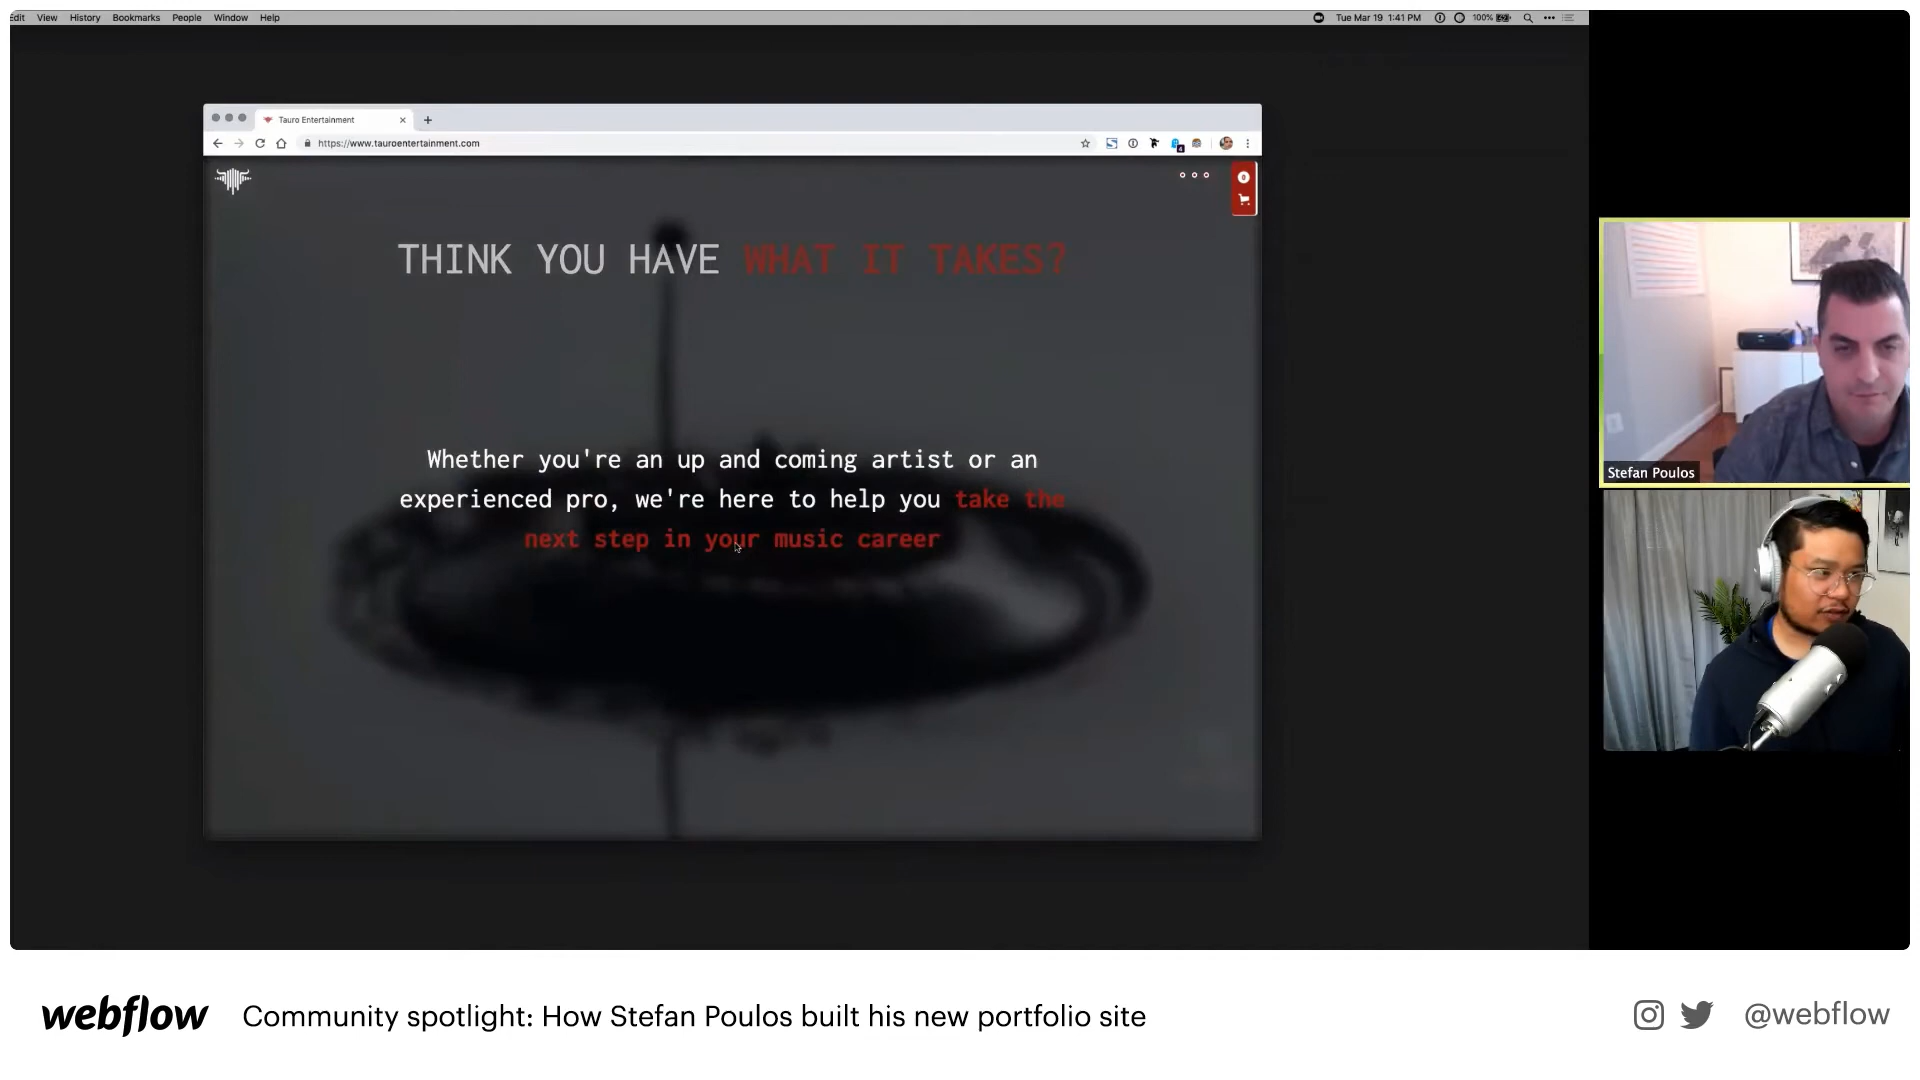 Edit View History Bookmarks People Window Help
Tue Mar 19 1:41 PM
100%
Tauro Entertainment
https://www.tauroentertainment.com
0
THINK YOU HAVE WHAT IT TAKES?
Whether you're an up and coming artist or an
experienced pro, we're here to help you take the
next step in your music career
Stefan Poulos
webflow
Community spotlight: How Stefan Poulos built his new portfolio site
@webflow